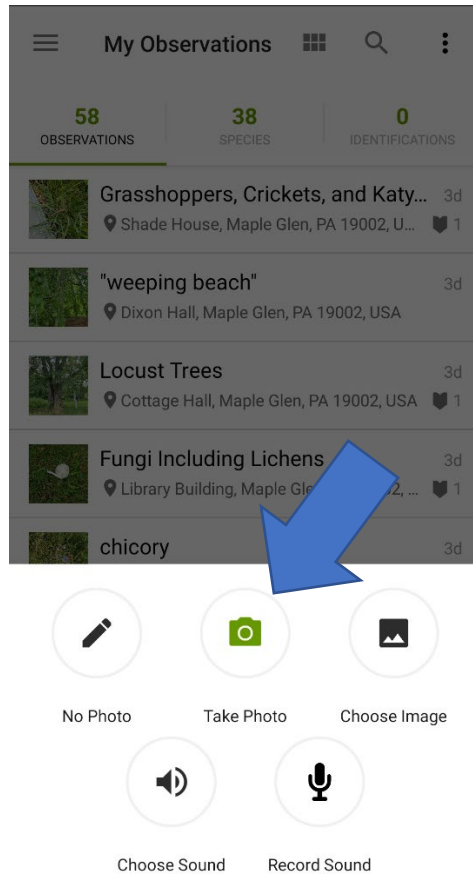 My Observations
58 38 0
OBSERVATIONS SPECIES IDENTIFICATIONS
Grasshoppers, Crickets, and Katy... 3d
Shade House, Maple Glen, PA 19002, U... 1
"weeping beach" 3d
Dixon Hall, Maple Glen, PA 19002, USA
Locust Trees 3d
Cottage Hall, Maple Glen, PA 19002, USA 1
Fungi Including Lichens 3d
Library Building, Maple ... 1
chicory 3d
No Photo Take Photo Choose Image
Choose Sound Record Sound